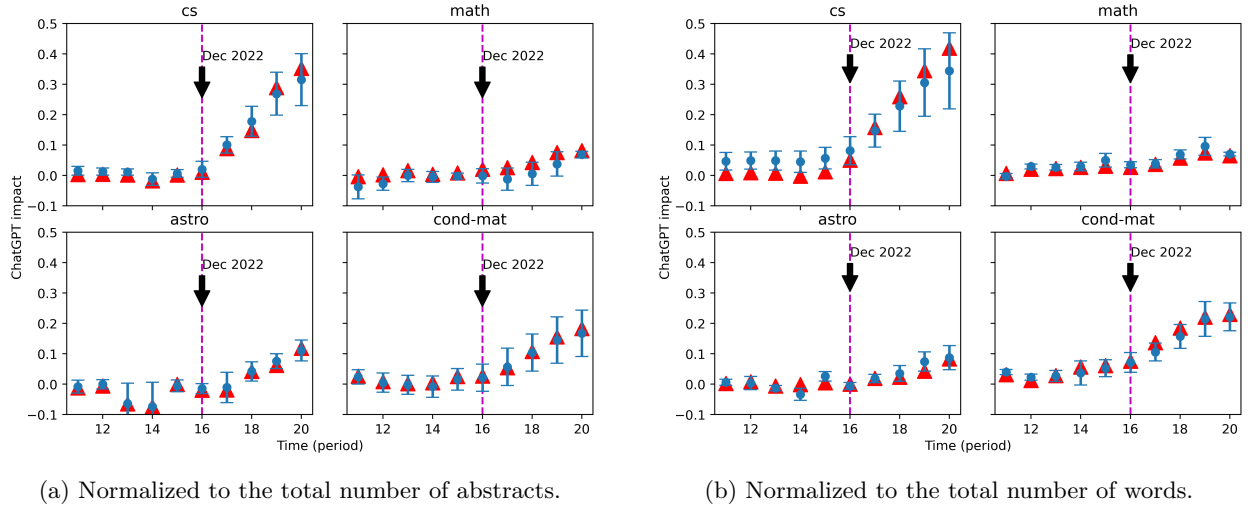 cs
math
cs
math
0.5
0.4
0.3
0.2
0.1
0.0
−0.1
Dec 2022
Dec 2022
0.5
0.4
0.3
0.2
0.1
0.0
−0.1
Dec 2022
Dec 2022
astro
cond-mat
astro
cond-mat
ChatGPT impact
0.5
0.4
0.3
0.2
0.1
0.0
−0.1
Dec 2022
Dec 2022
ChatGPT impact
0.5
0.4
0.3
0.2
0.1
0.0
−0.1
Dec 2022
Dec 2022
12 14 16 18 20 12 14 16 18 20
12 14 16 18 20 12 14 16 18 20
Time (period)
Time (period)
(a) Normalized to the total number of abstracts.
(b) Normalized to the total number of words.